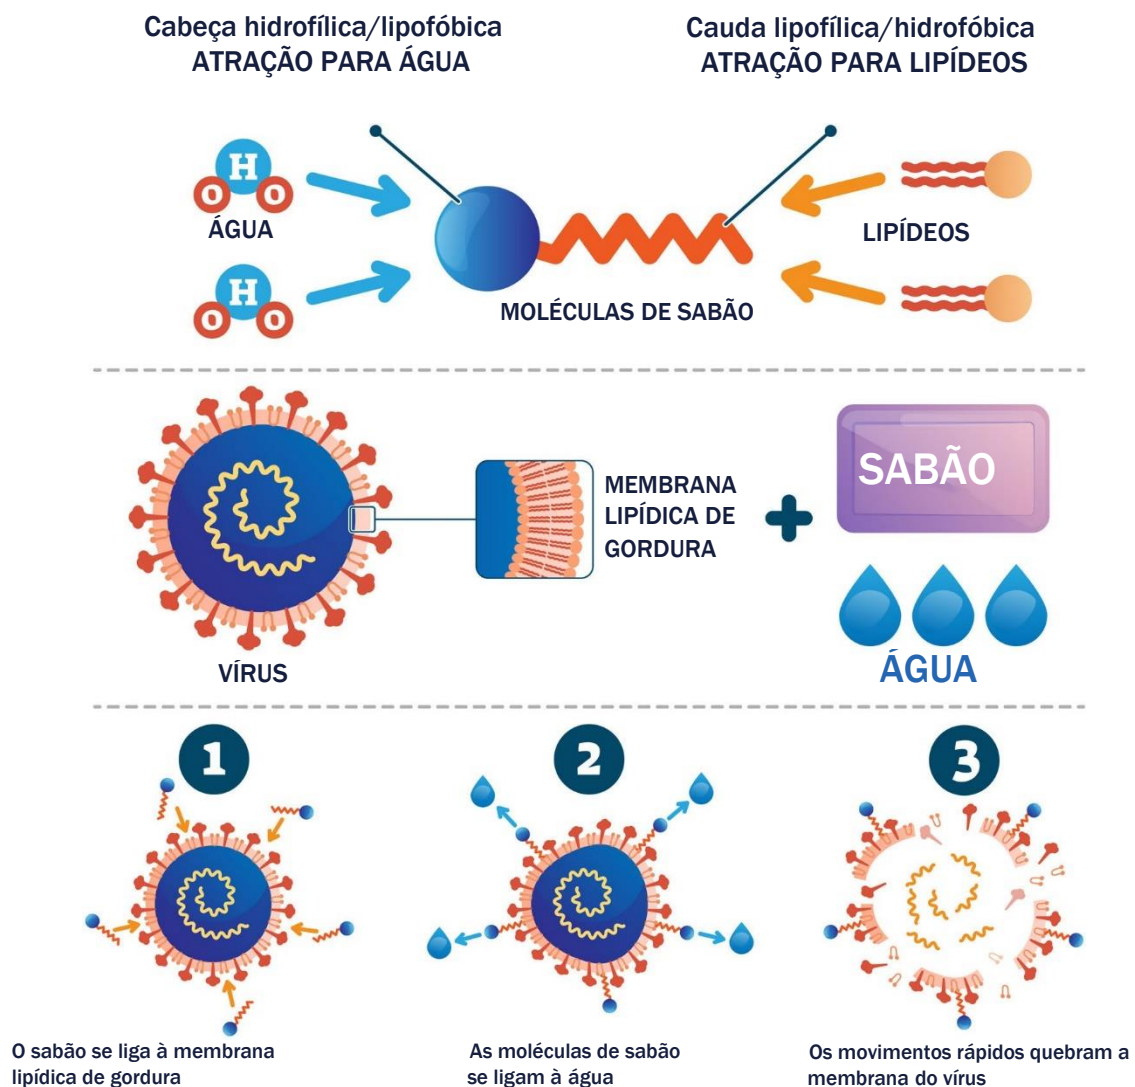 Cabeça hidrofílica/lipofóbica
ATRAÇÃO PARA ÁGUA
Cauda lipofílica/hidrofóbica
ATRAÇÃO PARA LIPÍDEOS
H
O O
ÁGUA
H
O O
LIPÍDEOS
MOLÉCULAS DE SABÃO
VÍRUS
MEMBRANA
LIPÍDICA DE
GORDURA
SABÃO
ÁGUA
1
O sabão se liga à membrana
lipídica de gordura
2
As moléculas de sabão
se ligam à água
3
Os movimentos rápidos quebram a
membrana do vírus